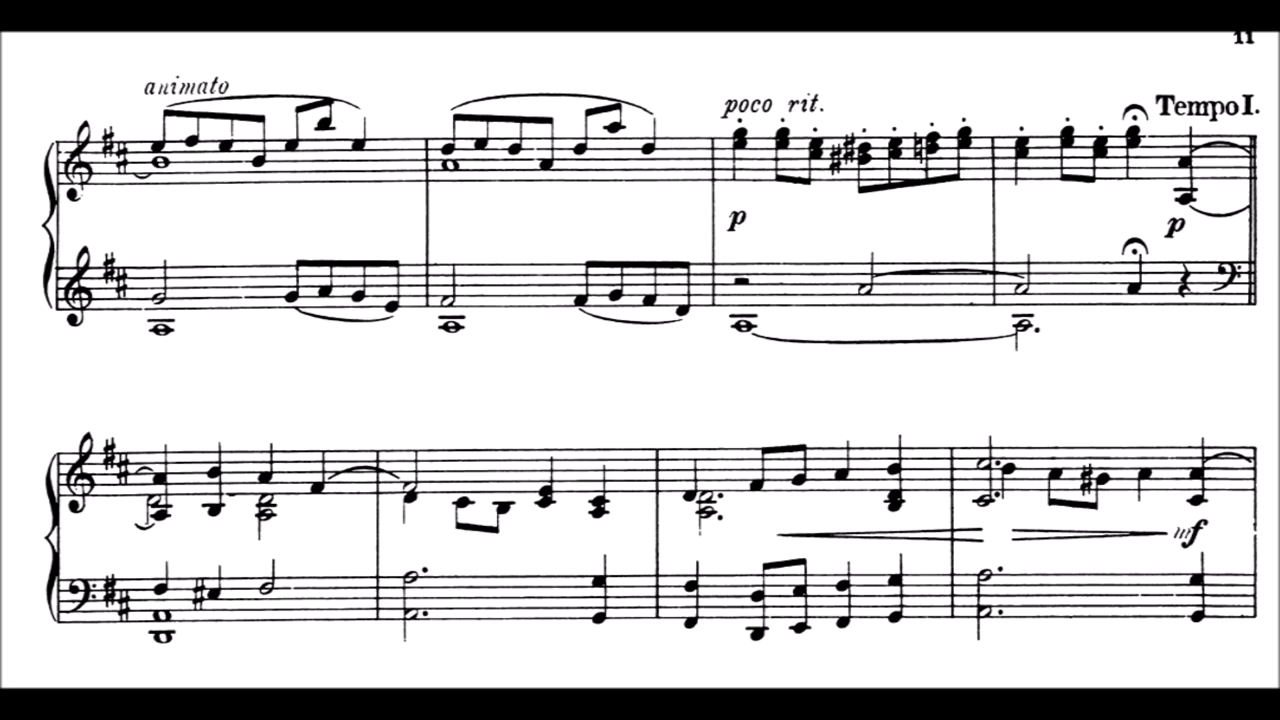 11
animato
poco rit.
Tempo I.
p
p
mf